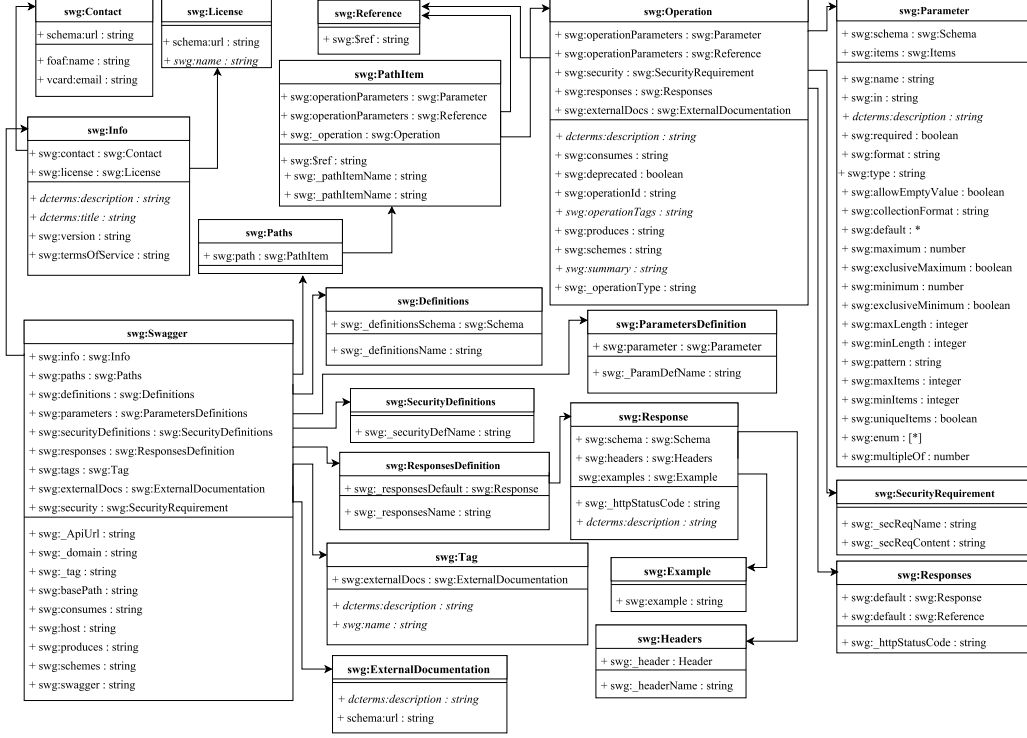 swg:Contact
+ schema:url : string
+ foaf:name : string
+ vcard:email : string
swg:License
+ schema:url : string
+ swg:name : string
swg:Reference
+ swg:$ref : string
swg:Operation
+ swg:operationParameters : swg:Parameter
+ swg:operationParameters : swg:Reference
+ swg:security : swg:SecurityRequirement
+ swg:responses : swg:Responses
+ swg:externalDocs : swg:ExternalDocumentation
+ dcterms:description : string
+ swg:consumes : string
+ swg:deprecated : boolean
+ swg:operationId : string
+ swg:operationTags : string
+ swg:produces : string
+ swg:schemes : string
+ swg:summary : string
+ swg:_operationType : string
swg:Parameter
+ swg:schema : swg:Schema
+ swg:items : swg:Items
+ swg:name : string
+ swg:in : string
+ dcterms:description : string
+ swg:required : boolean
+ swg:format : string
+ swg:type : string
+ swg:allowEmptyValue : boolean
+ swg:collectionFormat : string
+ swg:default : *
+ swg:maximum : number
+ swg:exclusiveMaximum : boolean
+ swg:minimum : number
+ swg:exclusiveMinimum : boolean
+ swg:maxLength : integer
+ swg:minLength : integer
+ swg:pattern : string
+ swg:maxItems : integer
+ swg:minItems : integer
+ swg:uniqueItems : boolean
+ swg:enum : [*]
+ swg:multipleOf : number
swg:PathItem
+ swg:operationParameters : swg:Parameter
+ swg:operationParameters : swg:Reference
+ swg:_operation : swg:Operation
+ swg:$ref : string
+ swg:_pathItemName : string
+ swg:_pathItemName : string
swg:Info
+ swg:contact : swg:Contact
+ swg:license : swg:License
+ dcterms:description : string
+ dcterms:title : string
+ swg:version : string
+ swg:termsOfService : string
swg:Paths
+ swg:path : swg:PathItem
swg:Definitions
+ swg:_definitionsSchema : swg:Schema
+ swg:_definitionsName : string
swg:ParametersDefinition
+ swg:parameter : swg:Parameter
+ swg:_ParamDefName : string
swg:Swagger
+ swg:info : swg:Info
+ swg:paths : swg:Paths
+ swg:definitions : swg:Definitions
+ swg:parameters : swg:ParametersDefinition
+ swg:securityDefinitions : swg:SecurityDefinitions
+ swg:responses : swg:ResponsesDefinition
+ swg:tags : swg:Tag
+ swg:externalDocs : swg:ExternalDocumentation
+ swg:security : swg:SecurityRequirement
+ swg:_ApiUrl : string
+ swg:_domain : string
+ swg:_tag : string
+ swg:basePath : string
+ swg:consumes : string
+ swg:host : string
+ swg:produces : string
+ swg:schemes : string
+ swg:swagger : string
swg:SecurityDefinitions
+ swg:_securityDefName : string
swg:Response
+ swg:schema : swg:Schema
+ swg:headers : swg:Headers
swg:examples : swg:Example
+ swg:_httpStatusCode : string
+ dcterms:description : string
swg:ResponsesDefinition
+ swg:_responsesDefault : swg:Response
+ swg:_responsesName : string
swg:SecurityRequirement
+ swg:_secReqName : string
+ swg:_secReqContent : string
swg:Tag
+ swg:externalDocs : swg:ExternalDocumentation
+ dcterms:description : string
+ swg:name : string
swg:Example
+ swg:example : string
swg:Responses
+ swg:default : swg:Response
+ swg:default : swg:Reference
+ swg:_httpStatusCode : string
swg:Headers
+ swg:_header : Header
+ swg:_headerName : string
swg:ExternalDocumentation
+ dcterms:description : string
+ schema:url : string